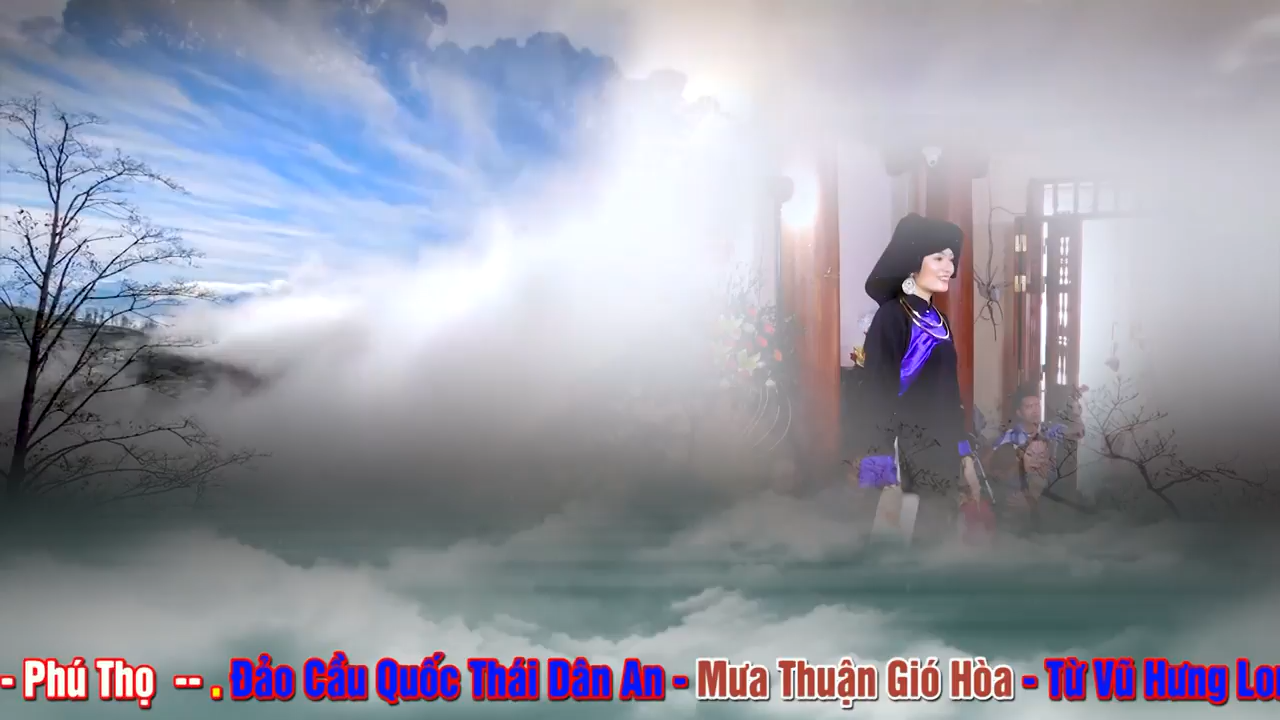 - Phú Thọ -- . Đảo Cầu Quốc Thái Dân An - Mưa Thuận Gió Hòa - Từ Vũ Hưng